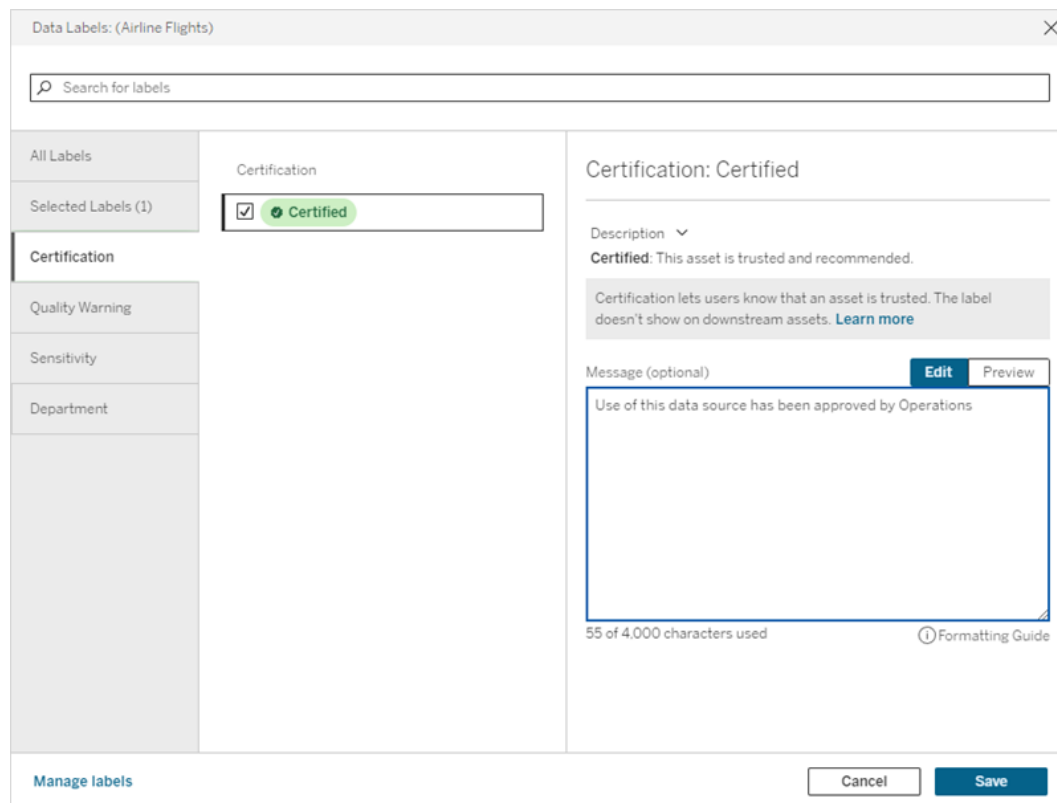 Data Labels: (Airline Flights)
Search for labels
All Labels
Selected Labels (1)
Certification
Quality Warning
Sensitivity
Department
Certification
Certified
Certification: Certified
Description
Certified: This asset is trusted and recommended.
Certification lets users know that an asset is trusted. The label
doesn't show on downstream assets. Learn more
Message (optional)
Edit
Preview
Use of this data source has been approved by Operations
55 of 4,000 characters used
Formatting Guide
Manage labels
Cancel
Save